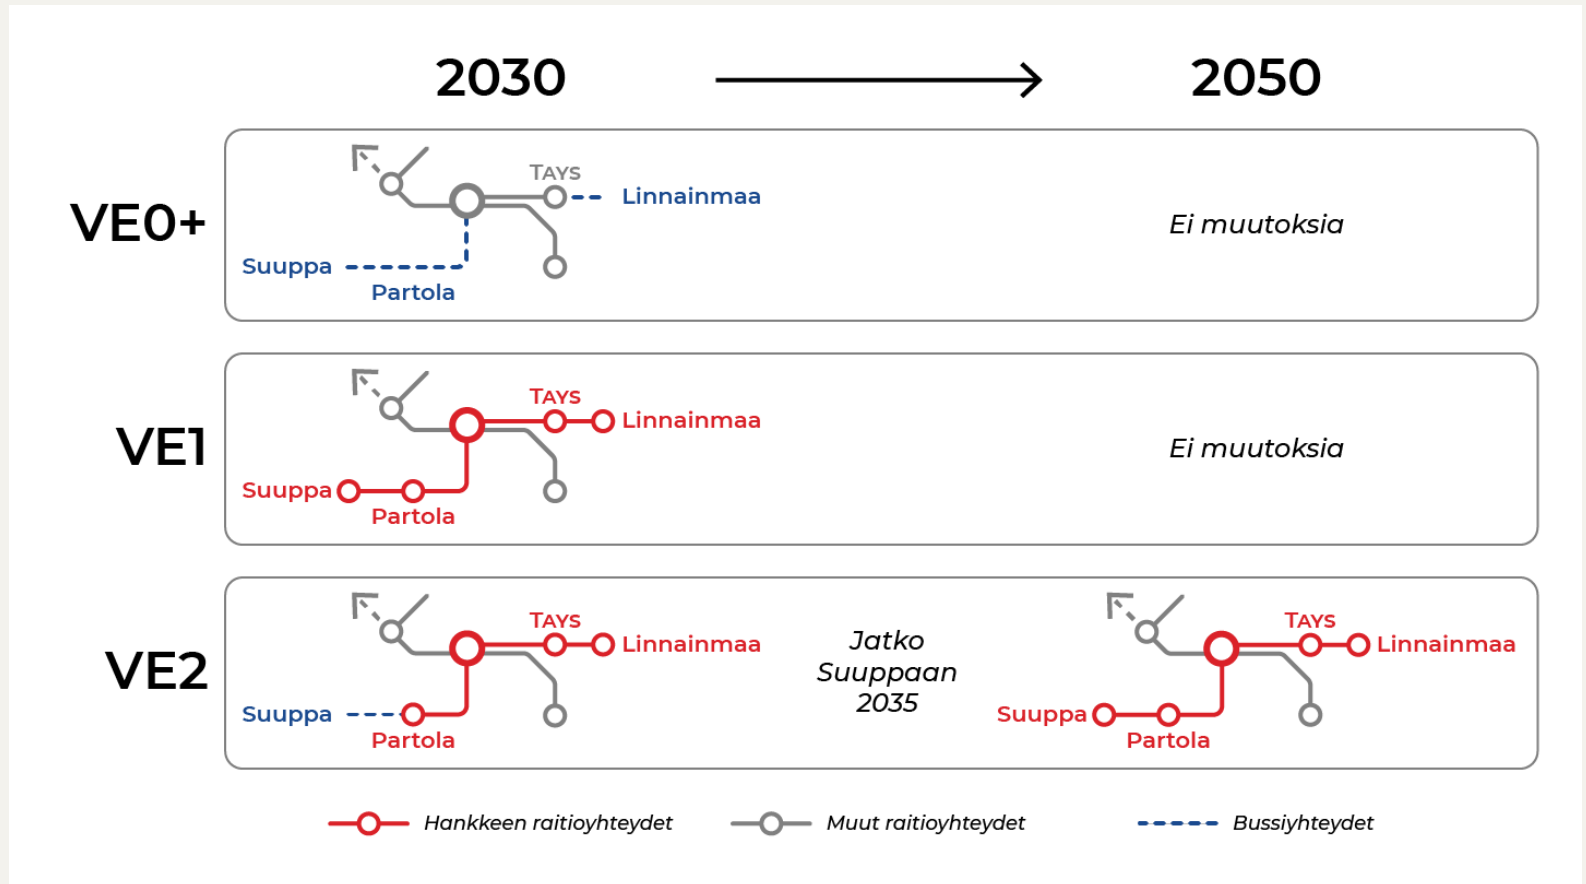 2030
2050
VE0+
TAYS
Linnainmaa
Suuppa
Partola
Ei muutoksia
VE1
TAYS
Linnainmaa
Suuppa
Partola
Ei muutoksia
VE2
TAYS
Linnainmaa
Suuppa
Partola
Jatko
Suuppaan
2035
TAYS
Linnainmaa
Suuppa
Partola
Hankkeen raitioyhteydet
Muut raitioyhteydet
Bussiyhteydet